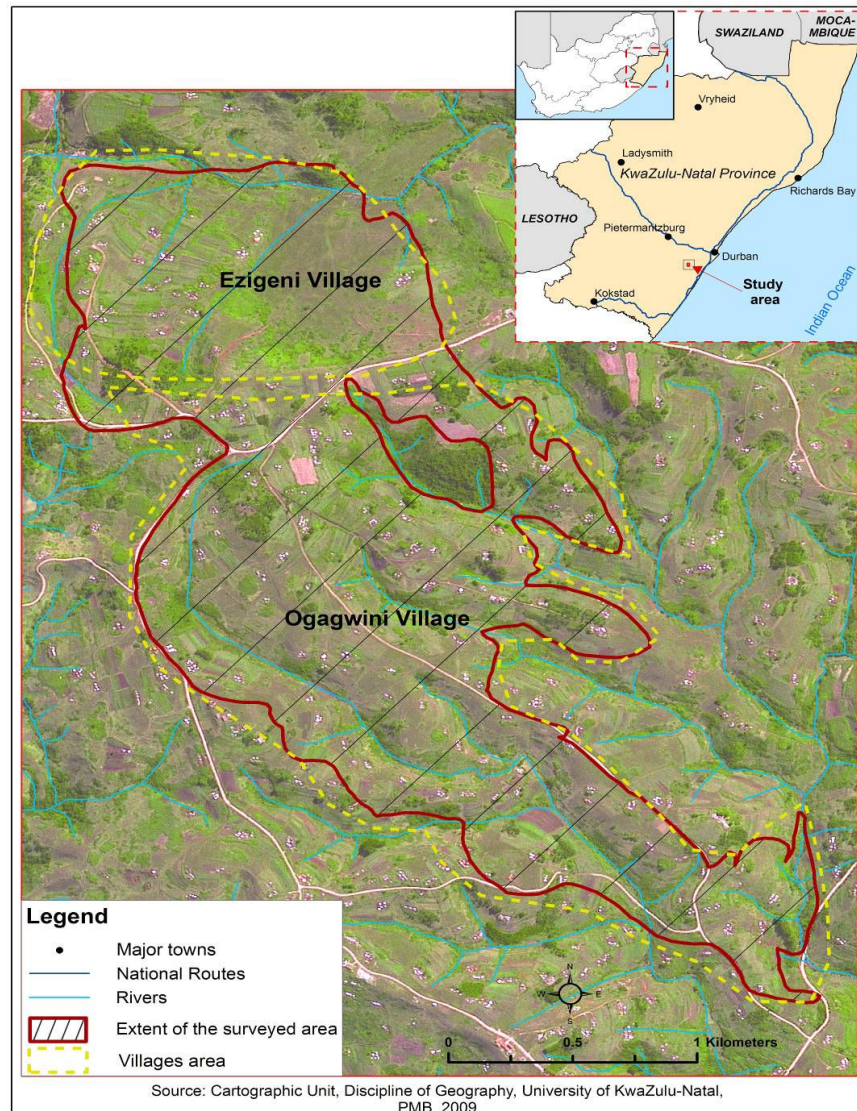 SWAZILAND
MOCA-
MBIQUE
Vryheid
Ladysmith
KwaZulu-Natal Province
Richards Bay
LESOTHO
Pietermantzburg
Durban
Study
area
Kokstad
Indian Ocean
Ezigeni Village
Ogagwini Village
Legend
Major towns
National Routes
Rivers
Extent of the surveyed area
Villages area
N
W
E
S
0
0.5
1 Kilometers
Source: Cartographic Unit, Discipline of Geography, University of KwaZulu-Natal,
PMB, 2009